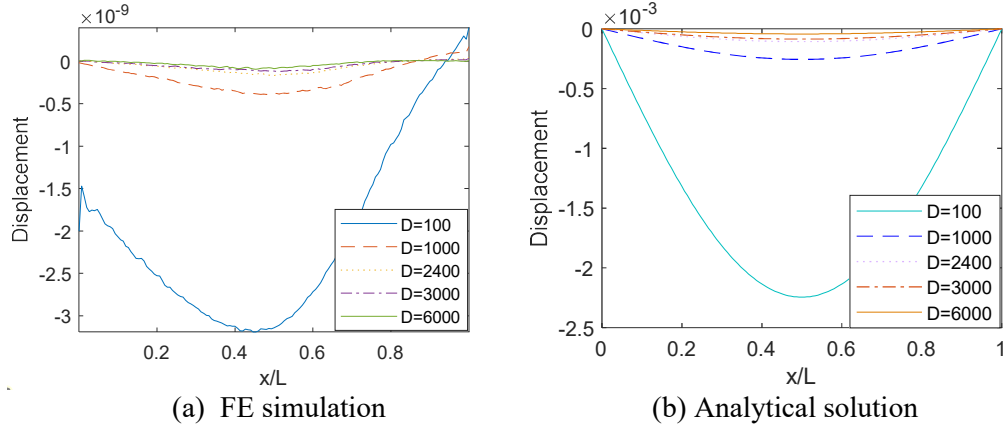 ×10⁻⁹
0
-0.5
-1
-1.5
-2
-2.5
-3
Displacement
0.2
0.4
0.6
0.8
x/L
D=100
D=1000
D=2400
D=3000
D=6000
(a) FE simulation
×10⁻³
0
-0.5
-1
-1.5
-2
-2.5
Displacement
0
0.2
0.4
0.6
0.8
1
x/L
D=100
D=1000
D=2400
D=3000
D=6000
(b) Analytical solution